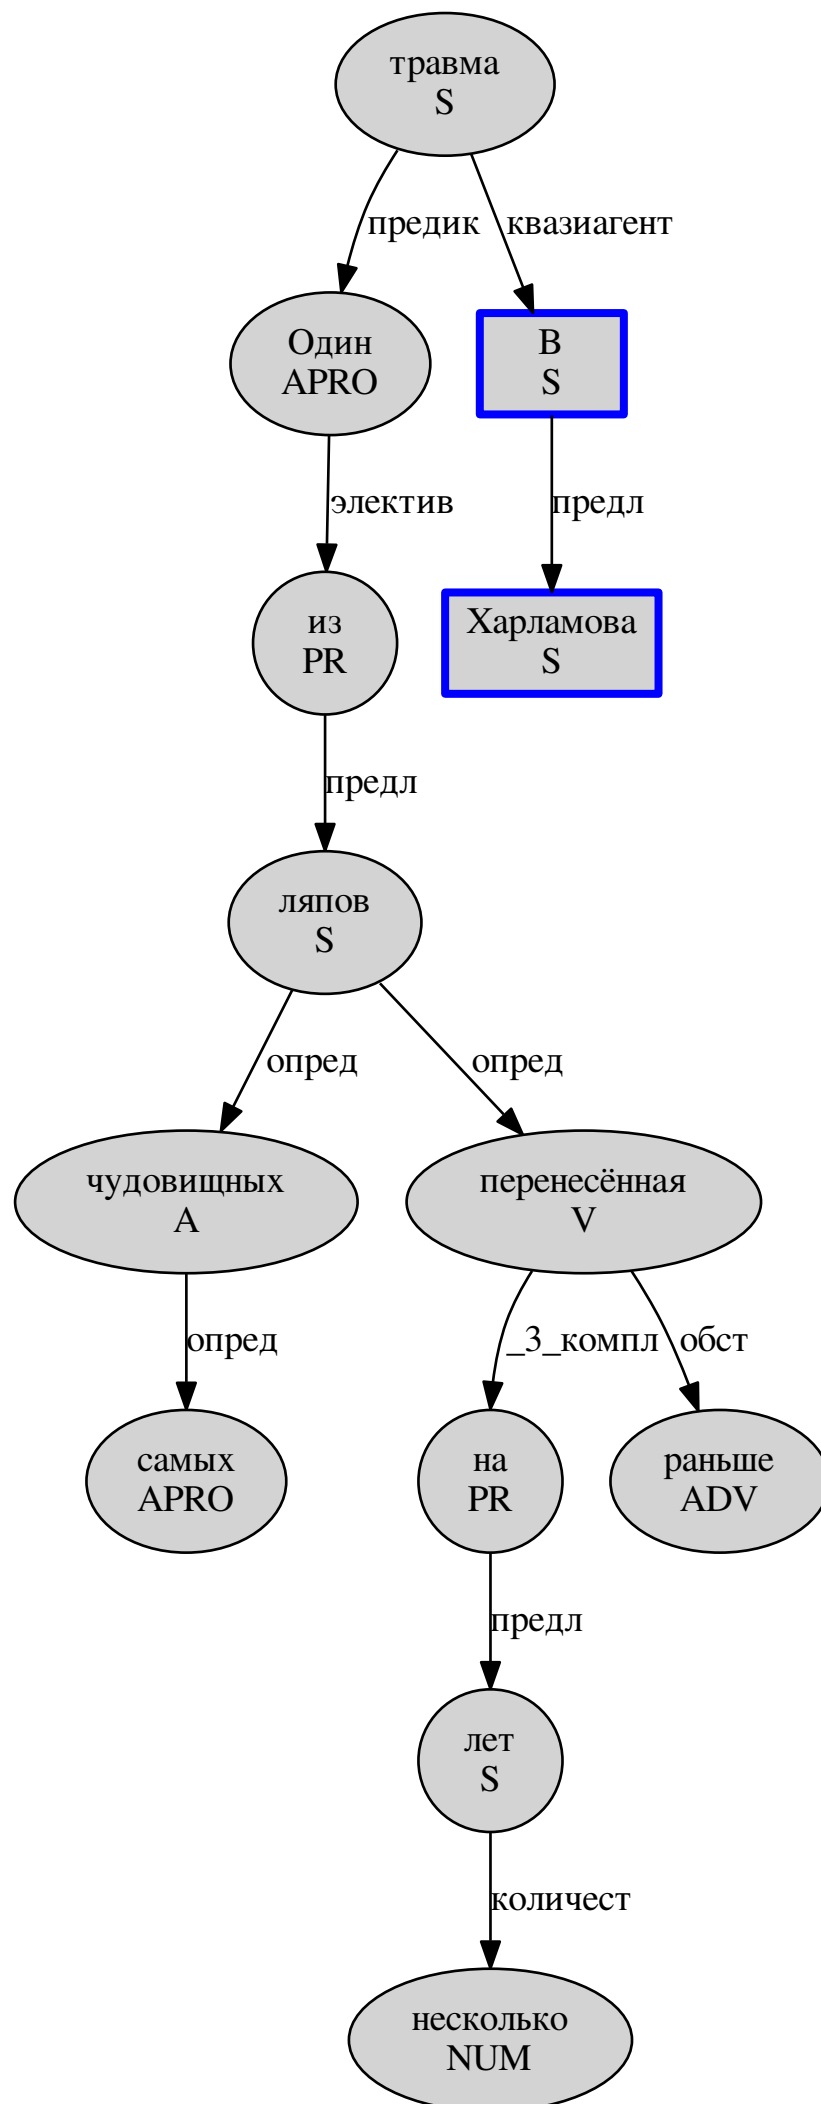 травма
S
предик
квазиагент
Один
APRO
В
S
электив
предл
из
PR
Харламова
S
предл
ляпов
S
опред
опред
чудовищных
A
перенесённая
V
опред
_3_компл
обст
самых
APRO
на
PR
раньше
ADV
предл
лет
S
количест
несколько
NUM